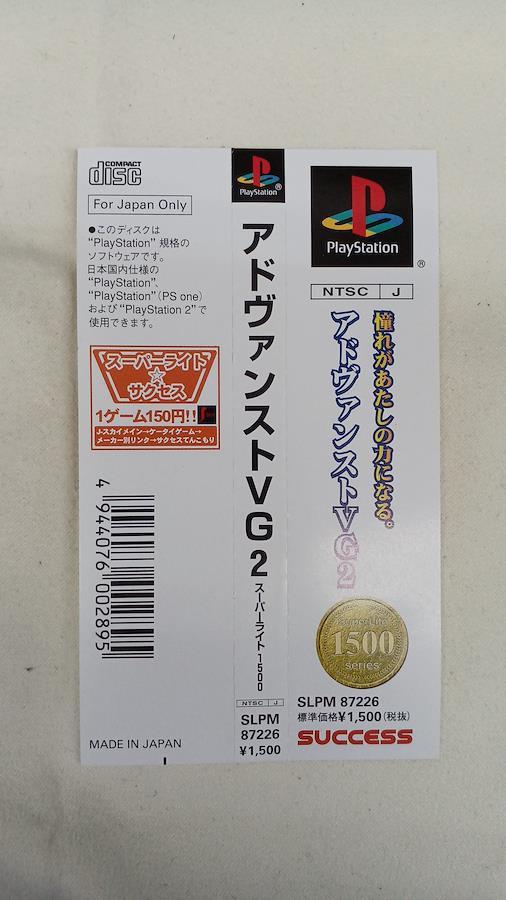 COMPACT
disc
For Japan Only
●このディスクは
“PlayStation” 規格の
ソフトウェアです。
日本国内仕様の
“PlayStation”、
“PlayStation”（PS one）
および “PlayStation 2” で
使用できます。
スーパーライト
サクセス
1ゲーム150円!!
J-スカイメイン→ケータイゲーム→
メーカー別リンク→サクセスてんこもり
4944076002895
MADE IN JAPAN
PlayStation®
アドヴァンストVG2
スーパーライト1500
NTSC J
SLPM
87226
¥1,500
PlayStation
®
NTSC J
憧れがあたしの力になる。
アドヴァンストVG2
SuperLite
1500
series
SLPM 87226
標準価格¥1,500(税抜)
SUCCESS